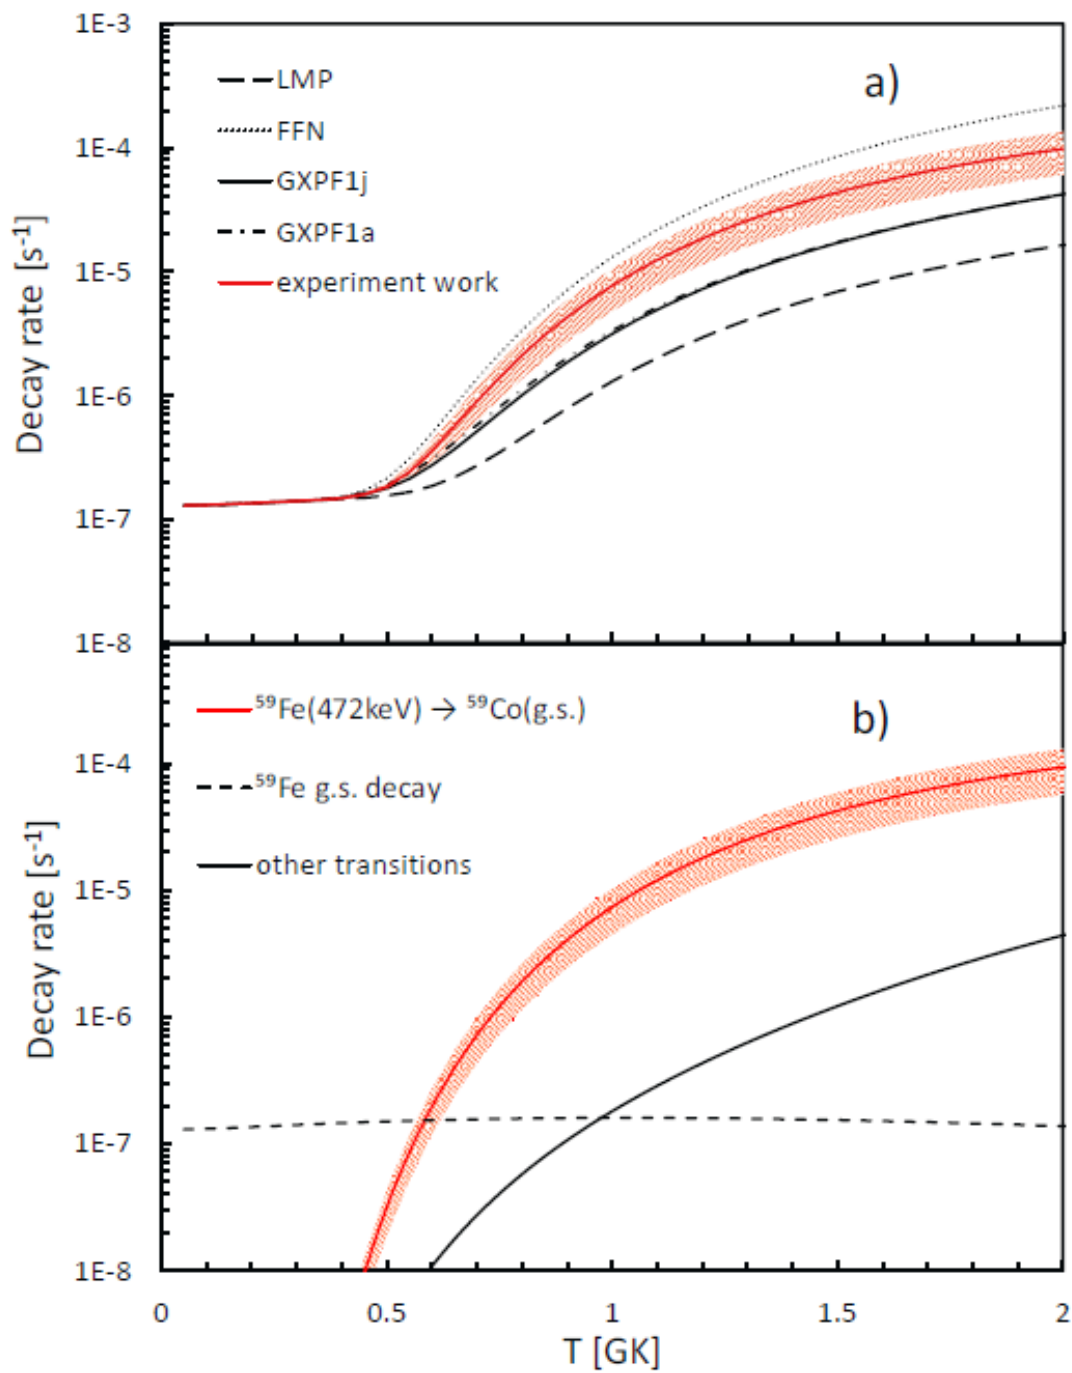 1E-3
LMP
a)
FFN
1E-4
GXPF1j
GXPF1a
1E-5
experiment work
Decay rate [s⁻¹]
1E-6
1E-7
1E-8
⁵⁹Fe(472keV) → ⁵⁹Co(g.s.)
b)
1E-4
⁵⁹Fe g.s. decay
other transitions
1E-5
Decay rate [s⁻¹]
1E-6
1E-7
1E-8
0 0.5 1 1.5 2
T [GK]